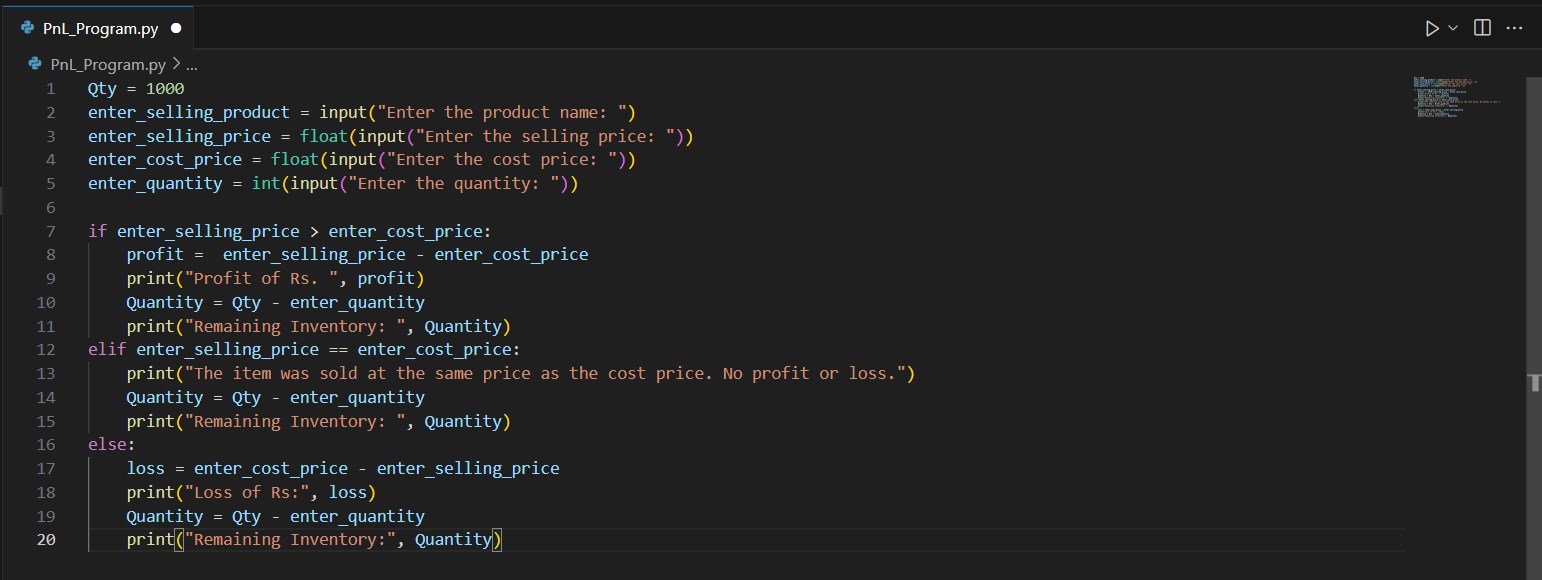 PnL_Program.py
PnL_Program.py > ...
1 Qty = 1000
2 enter_selling_product = input("Enter the product name: ")
3 enter_selling_price = float(input("Enter the selling price: "))
4 enter_cost_price = float(input("Enter the cost price: "))
5 enter_quantity = int(input("Enter the quantity: "))
6
7 if enter_selling_price > enter_cost_price:
8     profit =  enter_selling_price - enter_cost_price
9     print("Profit of Rs. ", profit)
10     Quantity = Qty - enter_quantity
11     print("Remaining Inventory: ", Quantity)
12 elif enter_selling_price == enter_cost_price:
13     print("The item was sold at the same price as the cost price. No profit or loss.")
14     Quantity = Qty - enter_quantity
15     print("Remaining Inventory: ", Quantity)
16 else:
17     loss = enter_cost_price - enter_selling_price
18     print("Loss of Rs:", loss)
19     Quantity = Qty - enter_quantity
20     print("Remaining Inventory:", Quantity)